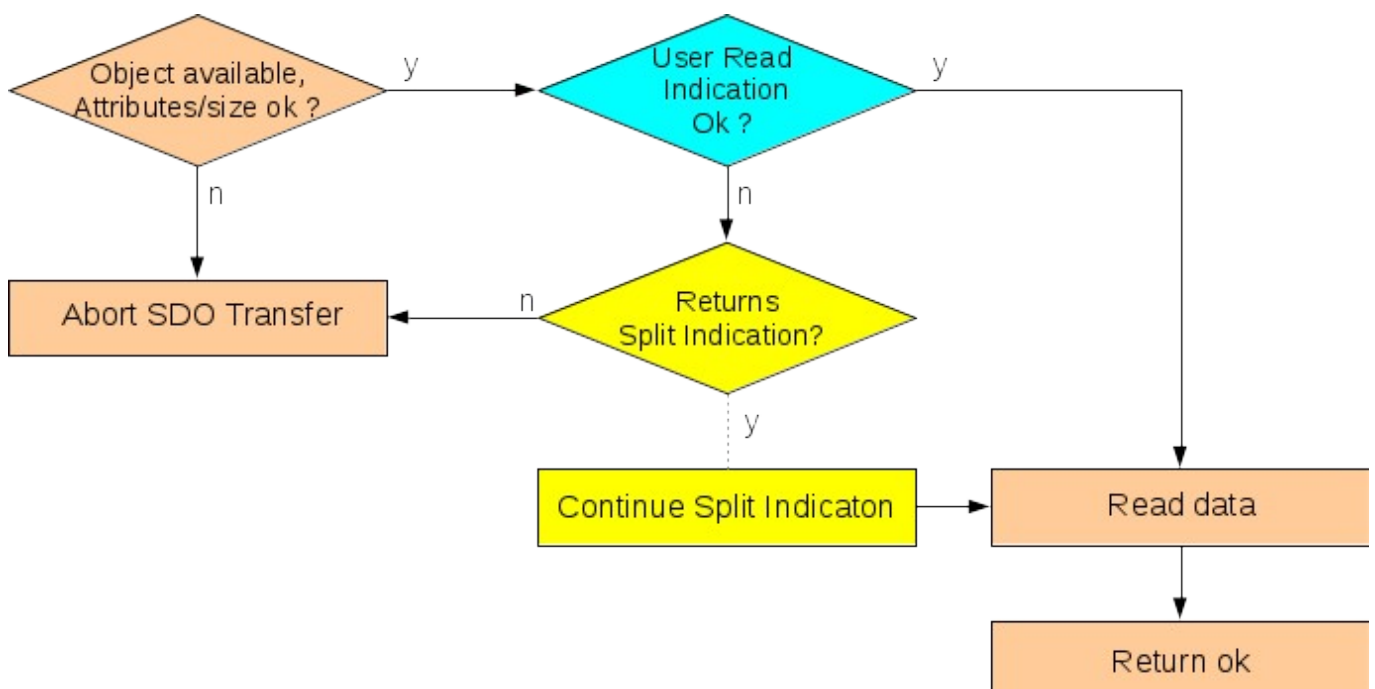 Object available,
Attributes/size ok ?
y
User Read
Indication
Ok ?
y
n
n
Abort SDO Transfer
n
Returns
Split Indication?
y
Continue Split Indicaton
Read data
Return ok